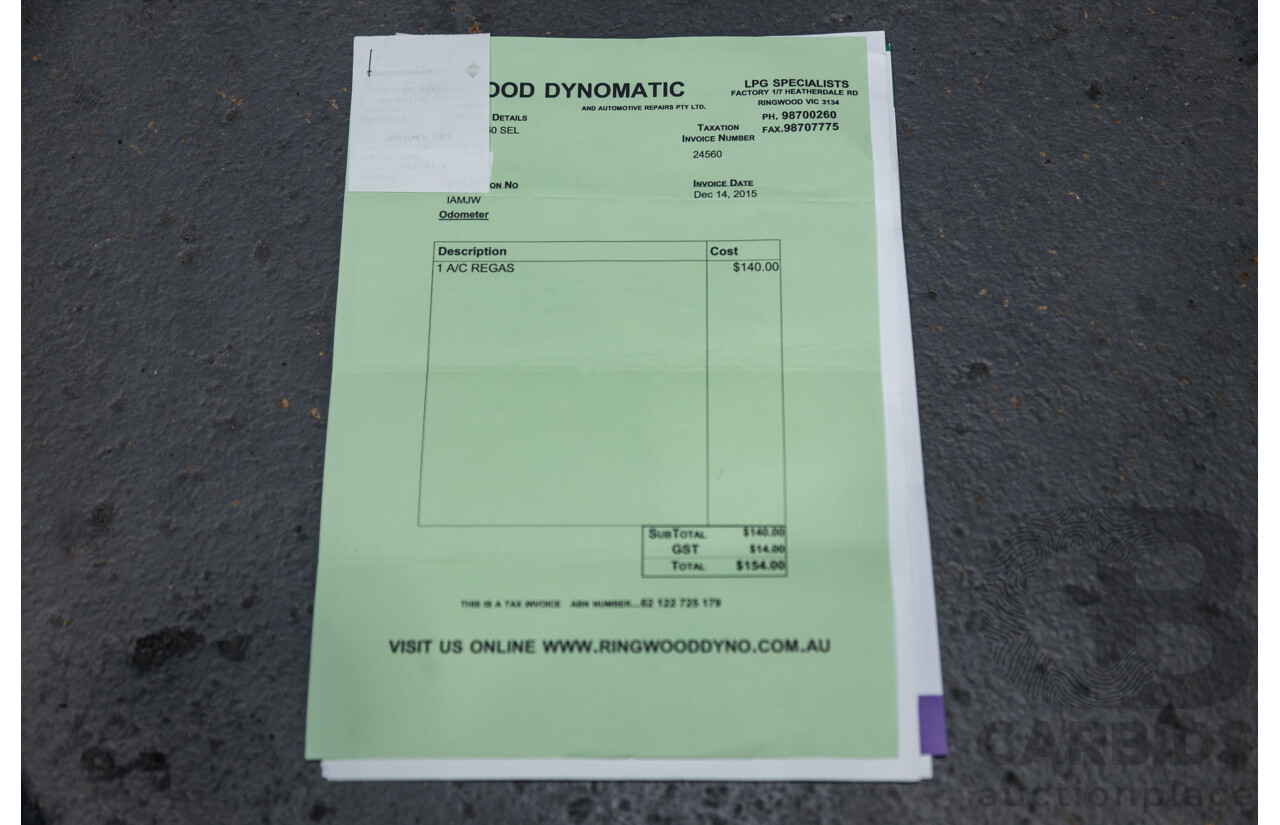 OOD DYNOMATIC
AND AUTOMOTIVE REPAIRS PTY LTD.
LPG SPECIALISTS
FACTORY 1/7 HEATHERDALE RD
RINGWOOD VIC 3134
PH. 98700260
FAX.98707775
DETAILS
60 SEL
TAXATION
INVOICE NUMBER
24560
ON NO
IAMJW
Odometer
INVOICE DATE
Dec 14, 2015
Description Cost
1 A/C REGAS $140.00
SUBTOTAL $140.00
GST $14.00
TOTAL $154.00
THIS IS A TAX INVOICE ABN NUMBER...62 122 725 179
VISIT US ONLINE WWW.RINGWOODDYNO.COM.AU
CARBIDS
auctionplace